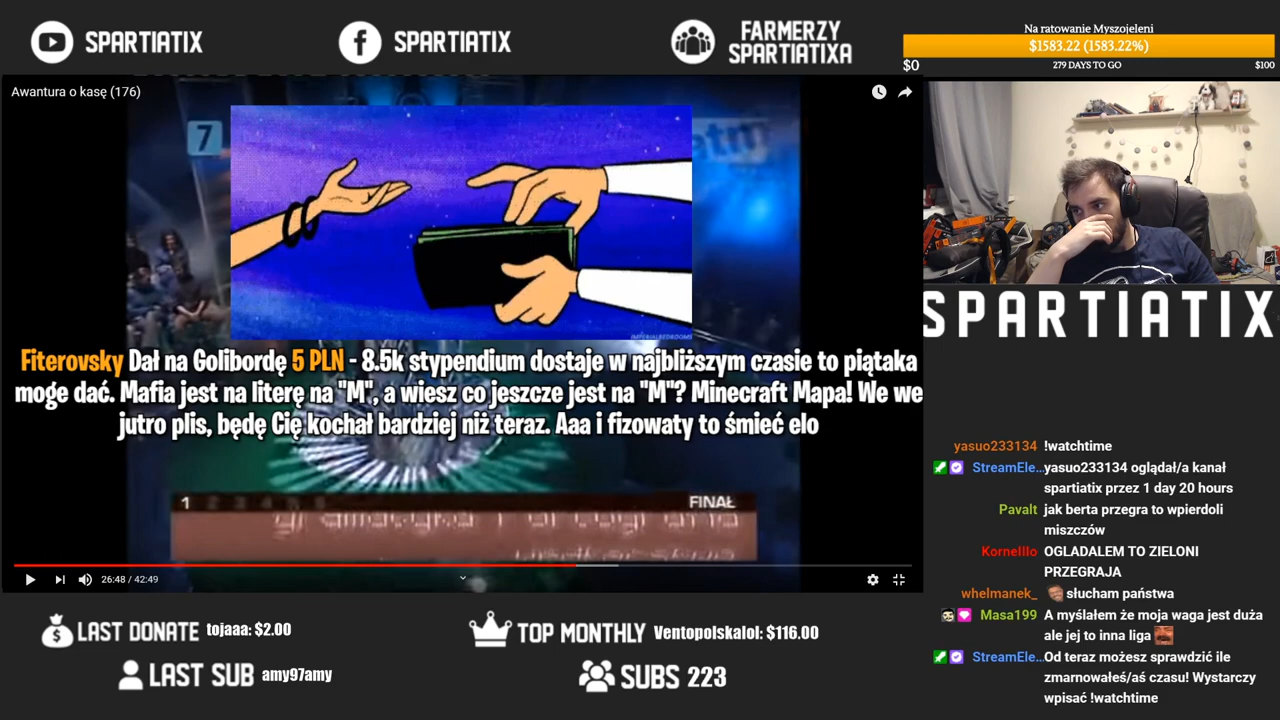 SPARTIATIX
SPARTIATIX
FARMERZY
SPARTIATIXA
Na ratowanie Myszojeleni
$1583.22 (1583.22%)
$0
279 DAYS TO GO
$100
Awantura o kasę (176)
7
Fiterovsky Dał na Golibordę 5 PLN - 8.5k stypendium dostaje w najbliższym czasie to piątaka
moge dać. Mafia jest na literę na "M", a wiesz co jeszcze jest na "M"? Minecraft Mapa! We we
jutro plis, będę Cię kochał bardziej niż teraz. Aaa i fizowaty to śmieć elo
1 2 3 4 5 6
FINAŁ
26:48 / 42:49
SPARTIATIX
yasuo233134 !watchtime
StreamEle... yasuo233134 oglądał/a kanał
spartiatix przez 1 day 20 hours
Pavalt jak berta przegra to wpierdoli
miszczów
Kornelllo OGLADALEM TO ZIELONI
PRZEGRAJA
whelmanek_ słucham państwa
Masa199 A myślałem że moja waga jest duża
ale jej to inna liga
StreamEle... Od teraz możesz sprawdzić ile
zmarnowałeś/aś czasu! Wystarczy
wpisać !watchtime
LAST DONATE tojaaa: $2.00
TOP MONTHLY Ventopolskalol: $116.00
LAST SUB amy97amy
SUBS 223